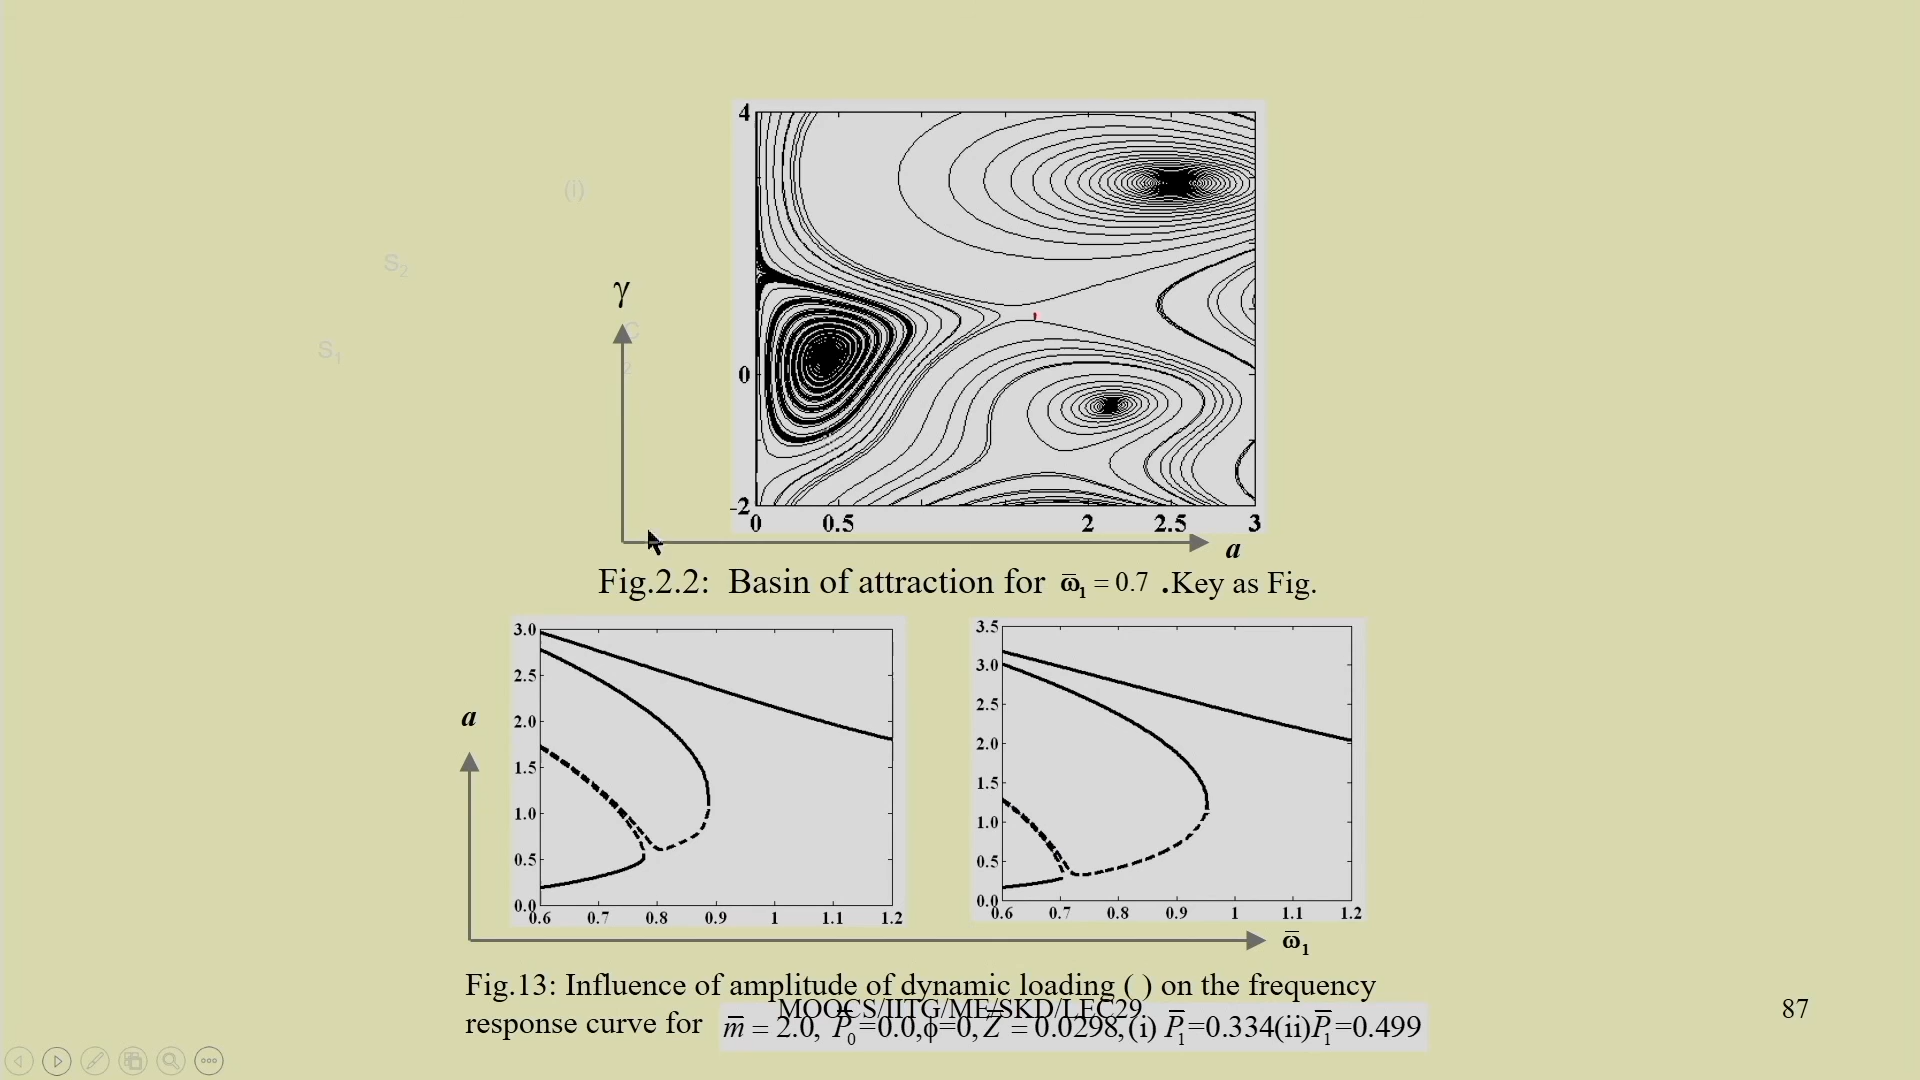 4
(i)
S2
γ
C
S1
2
0
-2
0 0.5 2 2.5 3
a
Fig.2.2: Basin of attraction for ω̄₁ = 0.7 .Key as Fig.
3.0
2.5
2.0
1.5
1.0
0.5
0.0
0.6 0.7 0.8 0.9 1 1.1 1.2
a
3.5
3.0
2.5
2.0
1.5
1.0
0.5
0.0
0.6 0.7 0.8 0.9 1 1.1 1.2
ω̄₁
Fig.13: Influence of amplitude of dynamic loading ( ) on the frequency
response curve for m̄ = 2.0, P̄₀=0.0,ϕ=0, Z̄ = 0.0298, (i) P̄₁=0.334(ii)P̄₁=0.499
MOOCS/IITG/ME/SKD/LEC29
87